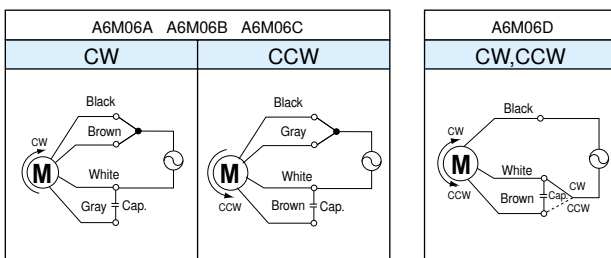 A6M06A A6M06B A6M06C
CW
CCW
Black
CW
Brown
M
White
Gray
Cap.
Black
Gray
M
White
CCW
Brown
Cap.
A6M06D
CW,CCW
Black
CW
M
White
CW
Cap.
CCW
Brown
CCW